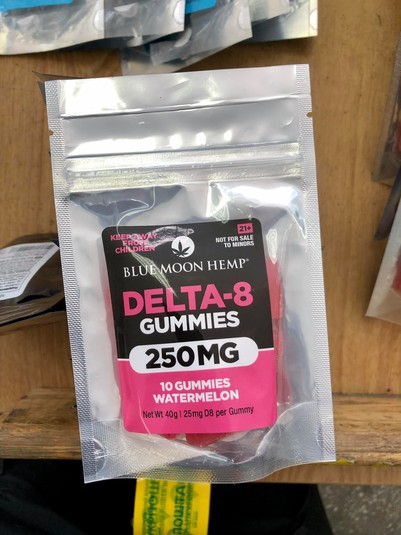 KEEP AWAY
FROM
CHILDREN
21+
NOT FOR SALE
TO MINORS
BLUE MOON HEMP®
DELTA-8
GUMMIES
250MG
10 GUMMIES
WATERMELON
Net Wt 40g | 25mg D8 per Gummy